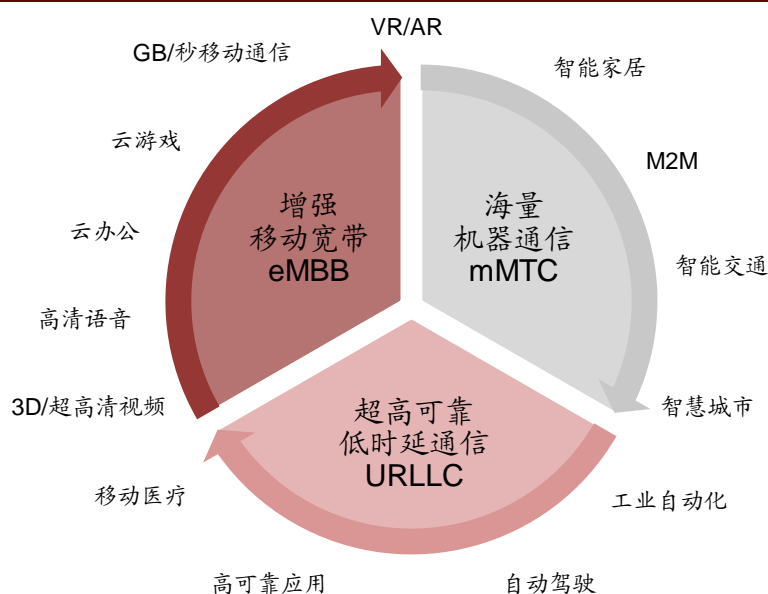 VR/AR
GB/秒移动通信
智能家居
云游戏
M2M
增强
移动宽带
eMBB
海量
机器通信
mMTC
云办公
智能交通
高清语音
3D/超高清视频
智慧城市
超高可靠
低时延通信
URLLC
移动医疗
工业自动化
高可靠应用
自动驾驶